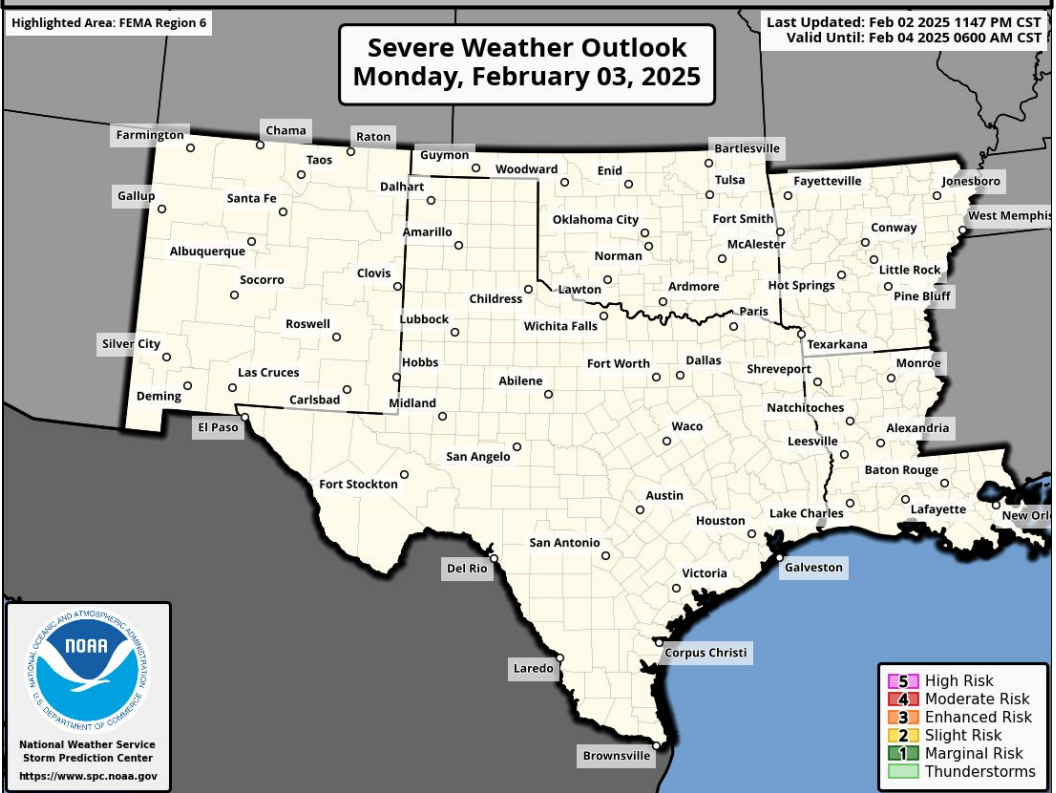 Highlighted Area: FEMA Region 6
Last Updated: Feb 02 2025 1147 PM CST
Valid Until: Feb 04 2025 0600 AM CST
Severe Weather Outlook
Monday, February 03, 2025
Farmington
Chama
Raton
Taos
Guymon
Woodward
Enid
Bartlesville
Tulsa
Fayetteville
Jonesboro
Gallup
Santa Fe
Dalhart
Oklahoma City
Fort Smith
West Memphis
Albuquerque
Amarillo
Norman
McAlester
Conway
Socorro
Clovis
Childress
Lawton
Ardmore
Hot Springs
Little Rock
Pine Bluff
Roswell
Lubbock
Wichita Falls
Paris
Texarkana
Silver City
Las Cruces
Hobbs
Fort Worth
Dallas
Shreveport
Monroe
Deming
Carlsbad
Midland
Abilene
Natchitoches
El Paso
Waco
Leesville
Alexandria
San Angelo
Fort Stockton
Baton Rouge
Austin
Houston
Lake Charles
Lafayette
New Orl
San Antonio
Del Rio
Galveston
Victoria
Laredo
Corpus Christi
Brownsville
NATIONAL OCEANIC AND ATMOSPHERIC ADMINISTRATION
NOAA
U.S. DEPARTMENT OF COMMERCE
National Weather Service
Storm Prediction Center
https://www.spc.noaa.gov
5 High Risk
4 Moderate Risk
3 Enhanced Risk
2 Slight Risk
1 Marginal Risk
Thunderstorms